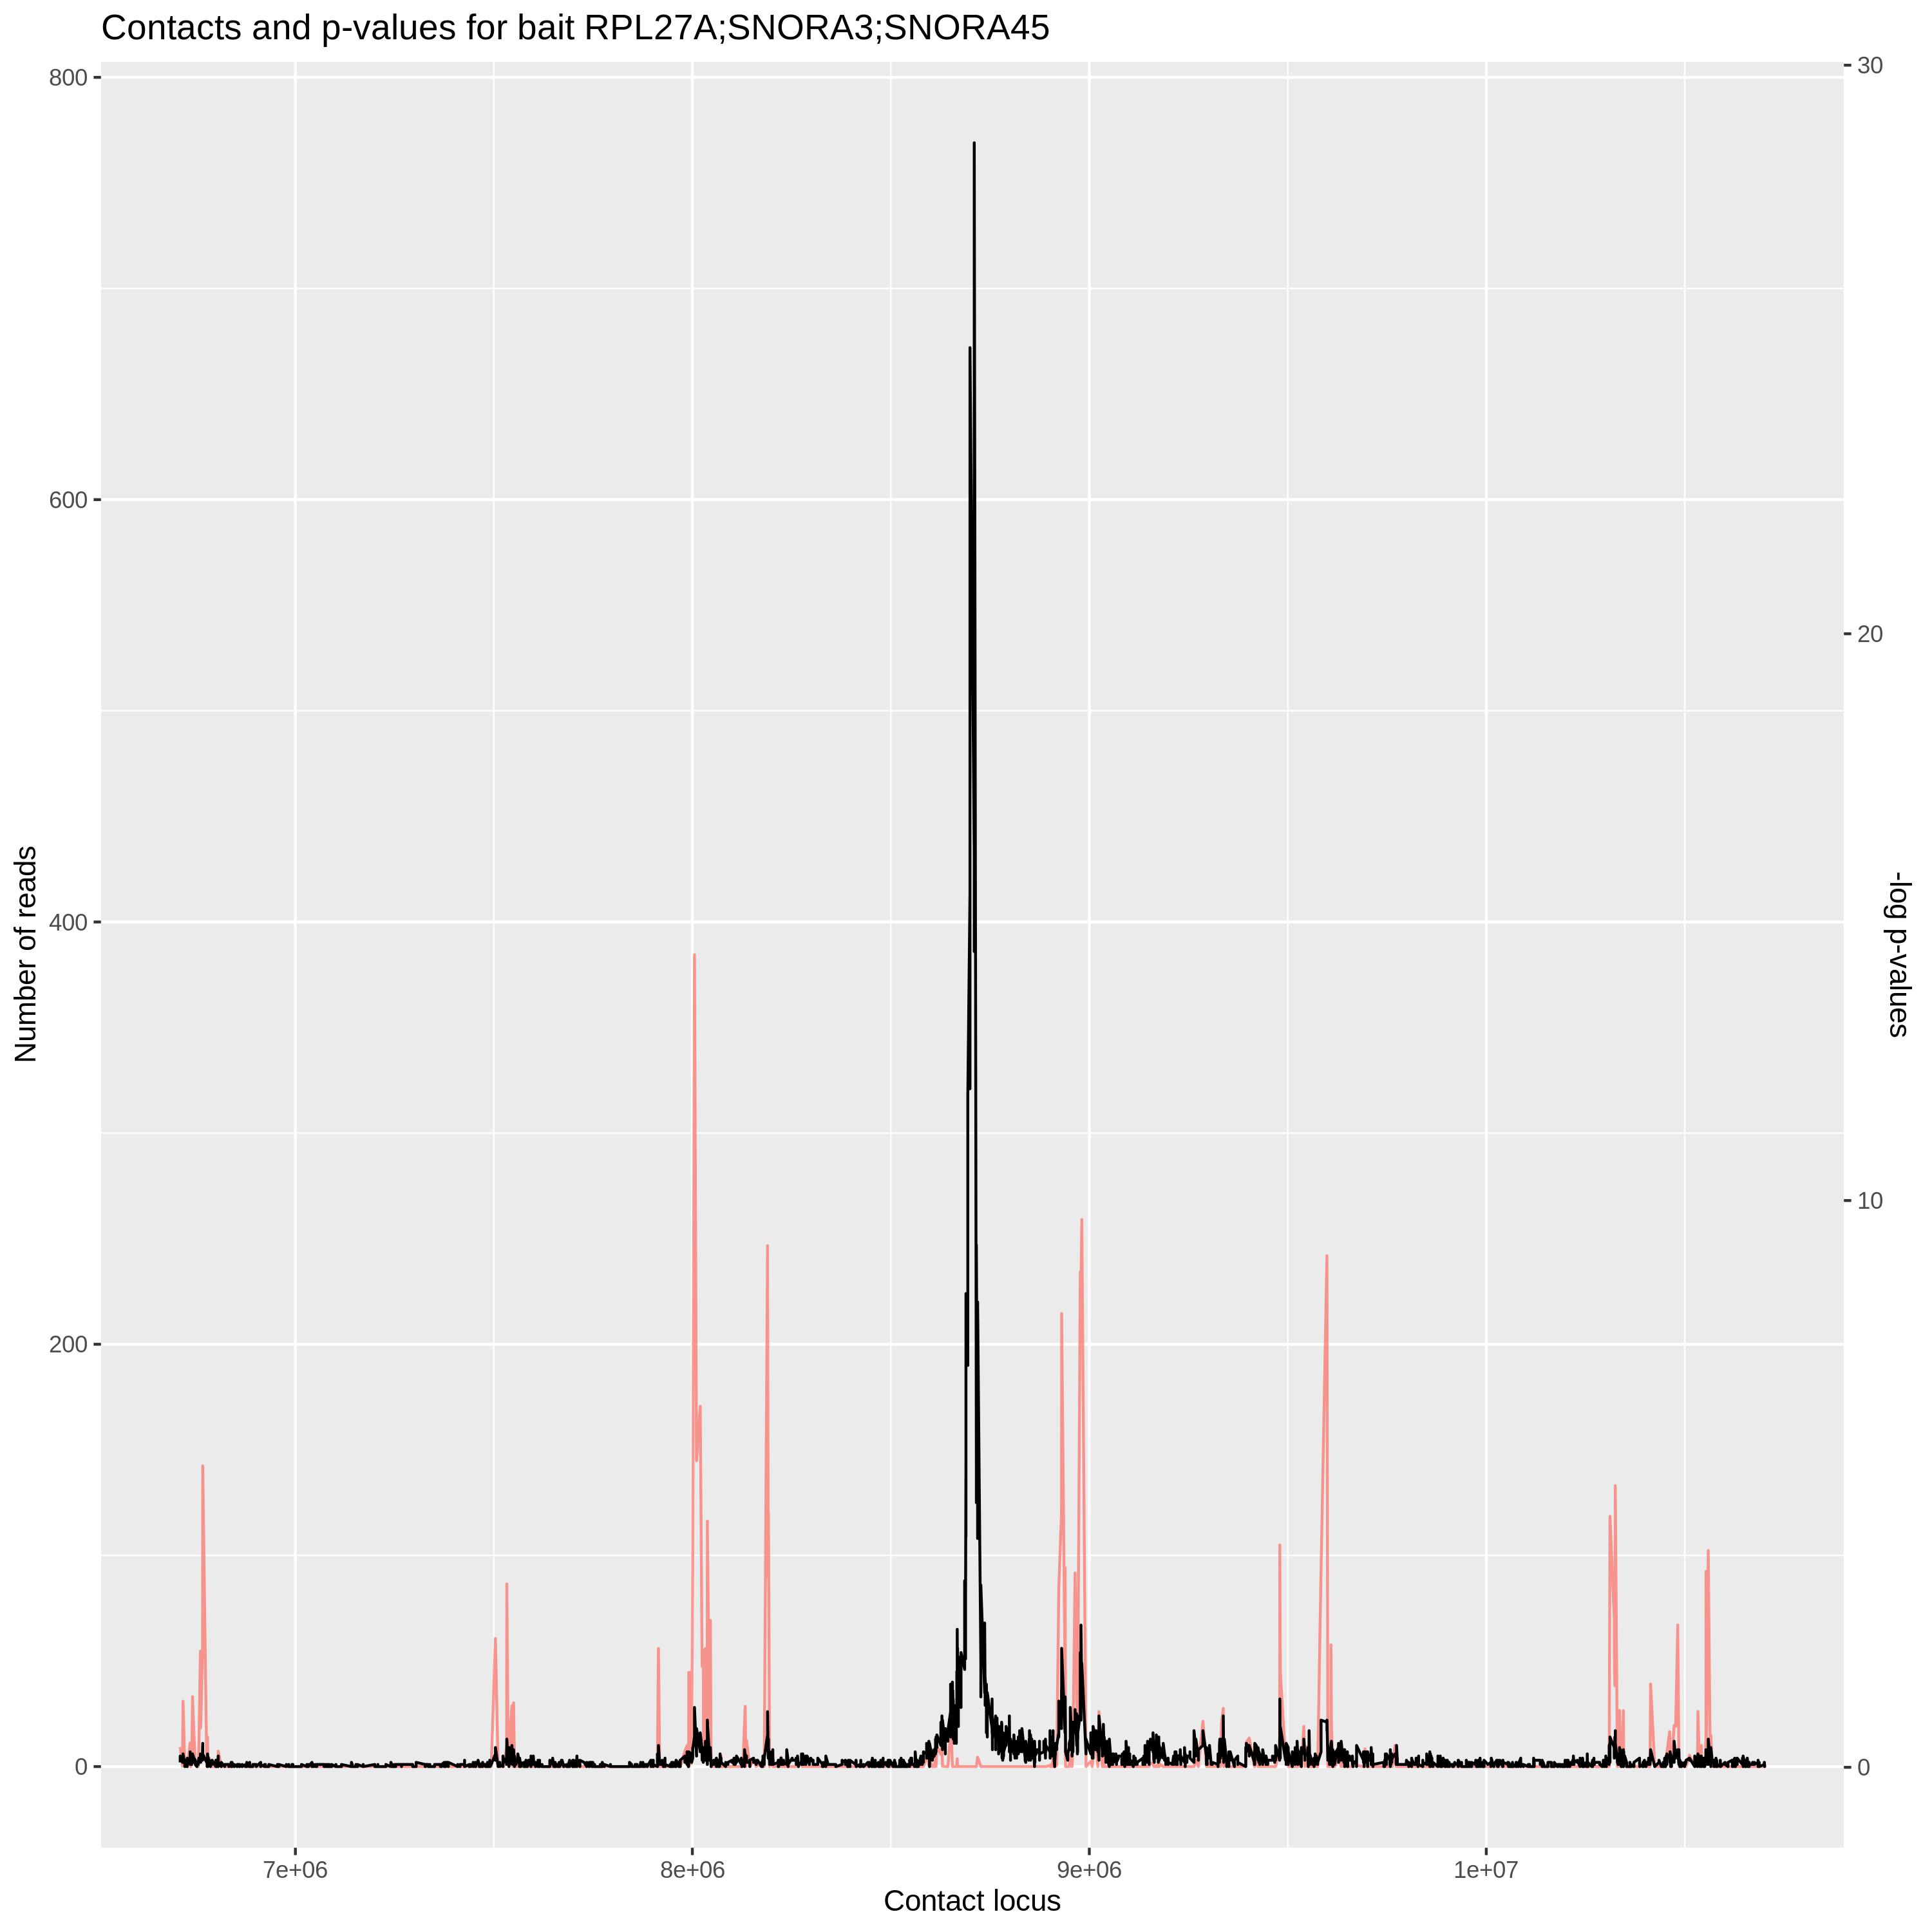 Contacts and p-values for bait RPL27A;SNORA3;SNORA45
800
600
400
200
0
Number of reads
30
20
10
0
-log p-values
7e+06 8e+06 9e+06 1e+07
Contact locus